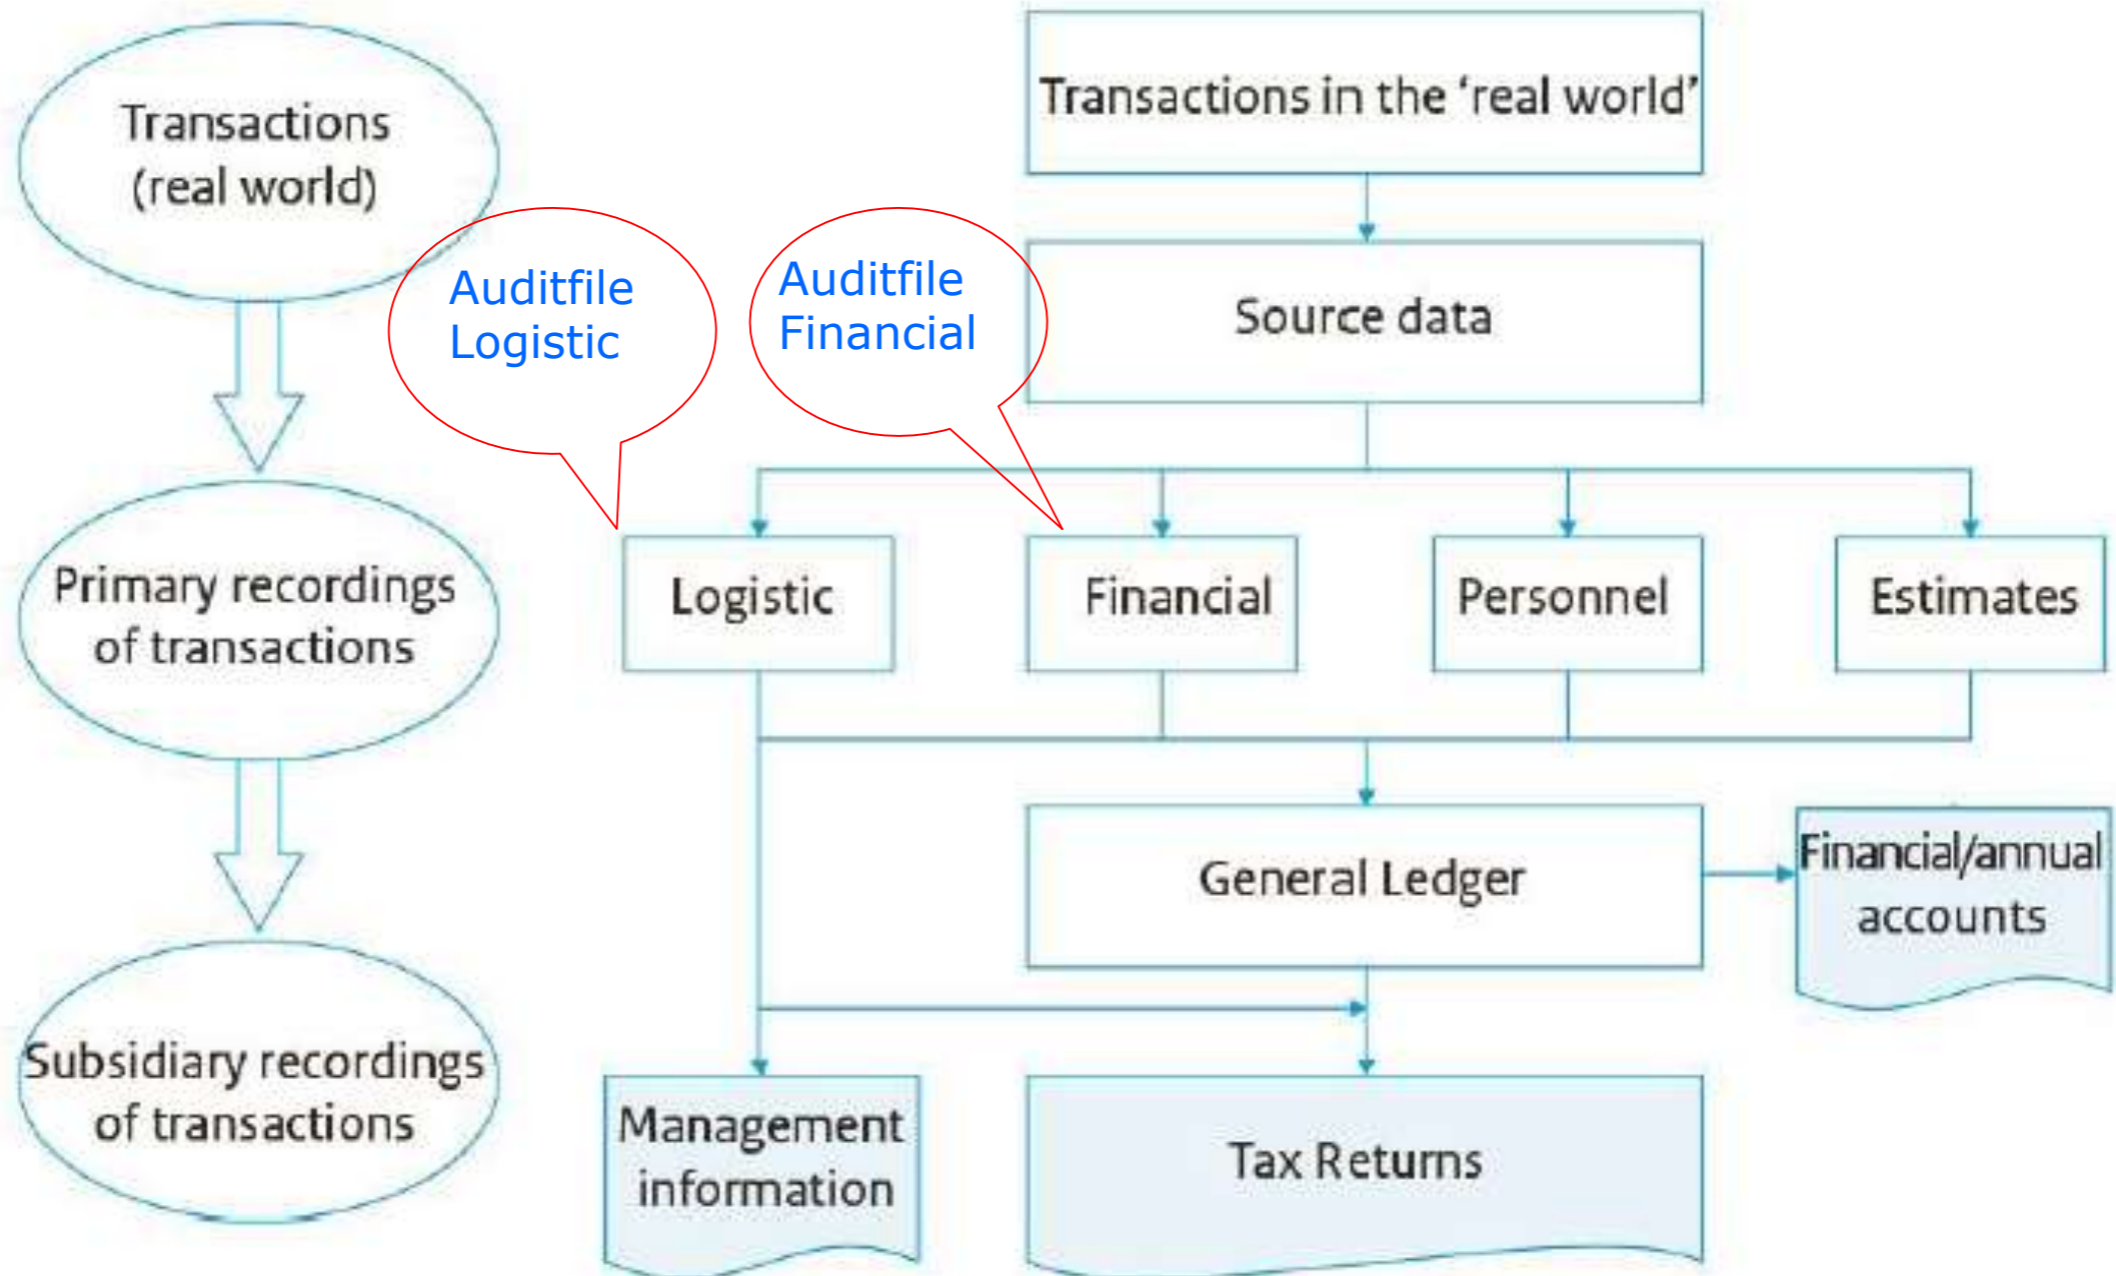 Transactions
(real world)
Transactions in the ‘real world’
Auditfile
Logistic
Auditfile
Financial
Source data
Primary recordings
of transactions
Logistic
Financial
Personnel
Estimates
General Ledger
Financial/annual
accounts
Subsidiary recordings
of transactions
Management
information
Tax Returns